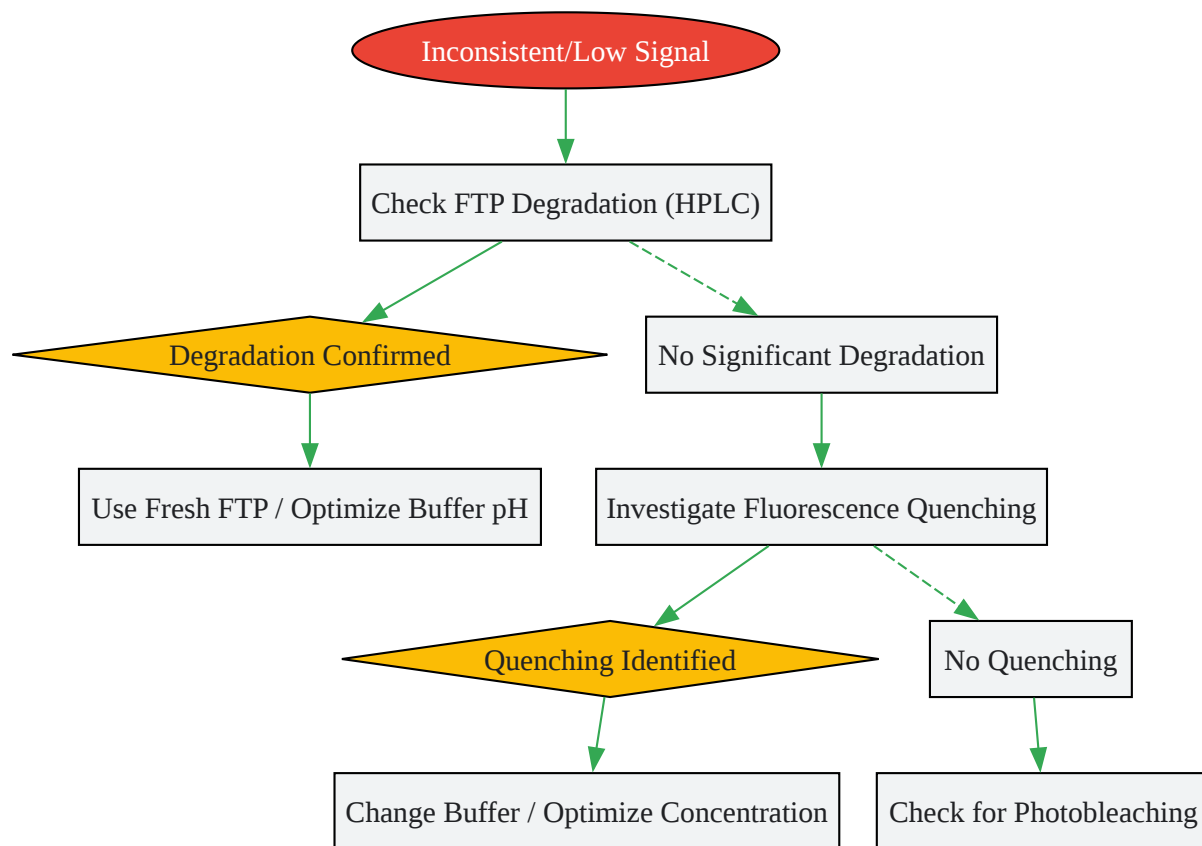 Inconsistent/Low Signal
Check FTP Degradation (HPLC)
Degradation Confirmed
No Significant Degradation
Use Fresh FTP / Optimize Buffer pH
Investigate Fluorescence Quenching
Quenching Identified
No Quenching
Change Buffer / Optimize Concentration
Check for Photobleaching